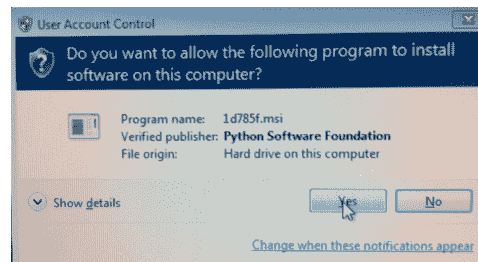 User Account Control
Do you want to allow the following program to install
software on this computer?
Program name: 1d785f.msi
Verified publisher: Python Software Foundation
File origin: Hard drive on this computer
Show details
Yes
No
Change when these notifications appear